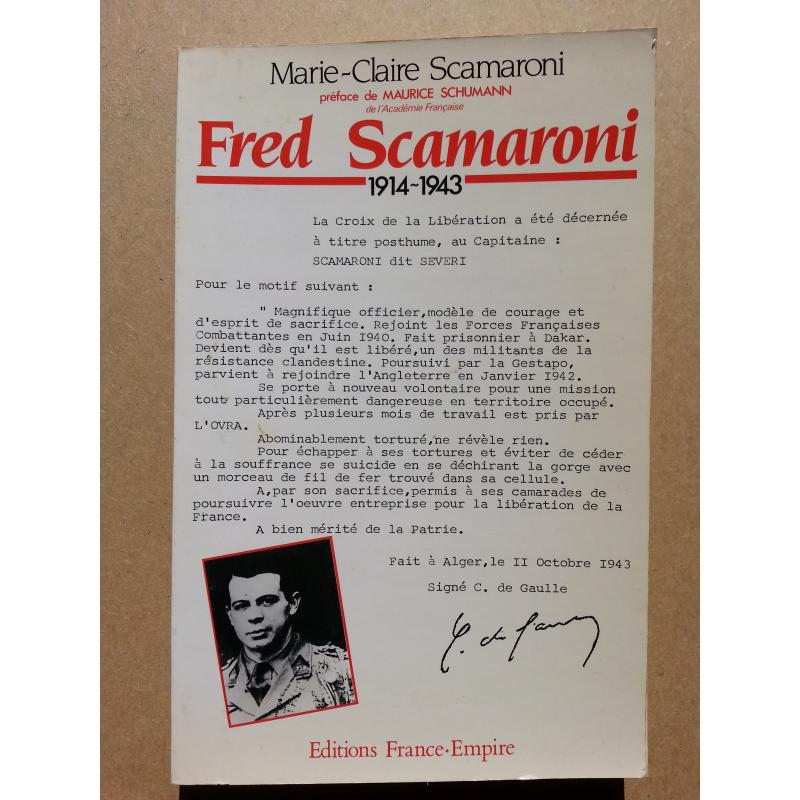 Marie-Claire Scamaroni
préface de MAURICE SCHUMANN
de l'Académie Française
Fred Scamaroni
1914~1943
La Croix de la Libération a été décernée
à titre posthume, au Capitaine :
SCAMARONI dit SEVERI
Pour le motif suivant :
" Magnifique officier,modèle de courage et
d'esprit de sacrifice. Rejoint les Forces Françaises
Combattantes en Juin I940. Fait prisonnier à Dakar.
Devient dès qu'il est libéré,un des militants de la
résistance clandestine. Poursuivi par la Gestapo,
parvient à rejoindre l'Angleterre en Janvier I942.
Se porte à nouveau volontaire pour une mission
tout particulièrement dangereuse en territoire occupé.
Après plusieurs mois de travail est pris par
L'OVRA.
Abominablement torturé,ne révèle rien.
Pour échapper à ses tortures et éviter de céder
à la souffrance se suicide en se déchirant la gorge avec
un morceau de fil de fer trouvé dans sa cellule.
A,par son sacrifice,permis à ses camarades de
poursuivre l'oeuvre entreprise pour la libération de la
France.
A bien mérité de la Patrie.
Fait à Alger,le II Octobre I943
Signé C. de Gaulle
C. de Gaulle
Editions France·Empire